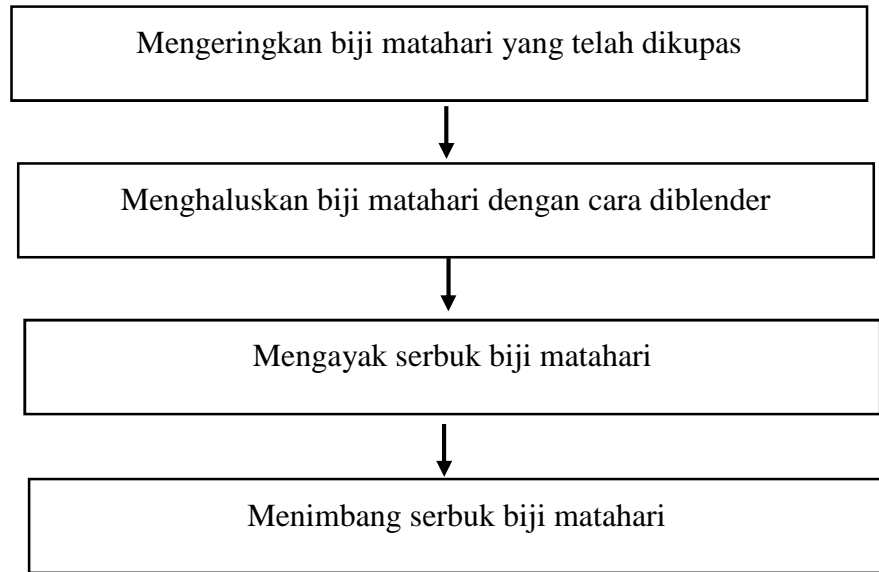 Mengeringkan biji matahari yang telah dikupas
Menghaluskan biji matahari dengan cara diblender
Mengayak serbuk biji matahari
Menimbang serbuk biji matahari